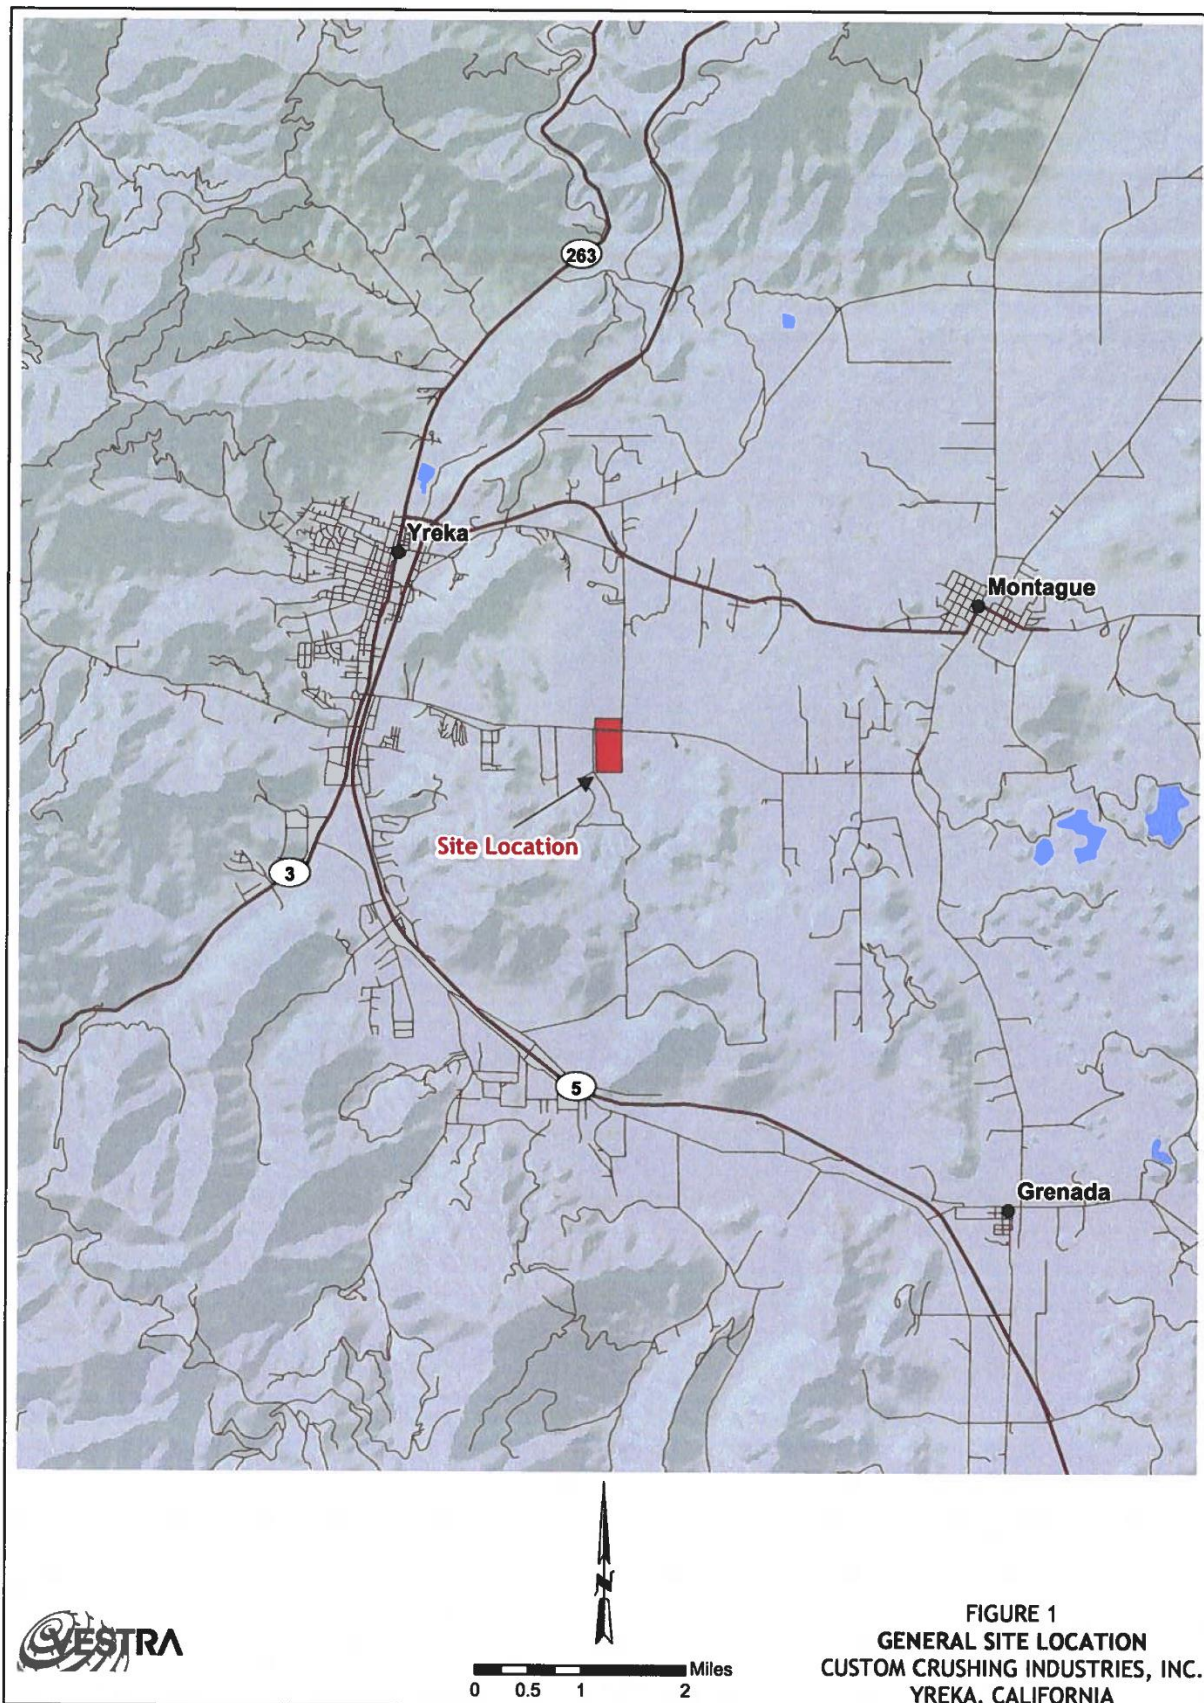 263
Yreka
Montague
Site Location
3
5
Grenada
N
VESTRA
Miles
0 0.5 1 2
FIGURE 1
GENERAL SITE LOCATION
CUSTOM CRUSHING INDUSTRIES, INC.
YREKA, CALIFORNIA